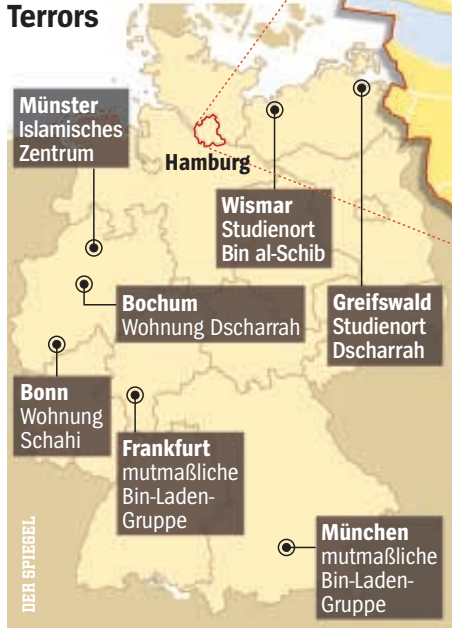 Terrors
Münster
Islamisches
Zentrum
Hamburg
Wismar
Studienort
Bin al-Schib
Bochum
Wohnung Dscharrah
Greifswald
Studienort
Dscharrah
Bonn
Wohnung
Schahi
Frankfurt
mutmaßliche
Bin-Laden-
Gruppe
München
mutmaßliche
Bin-Laden-
Gruppe
DER SPIEGEL